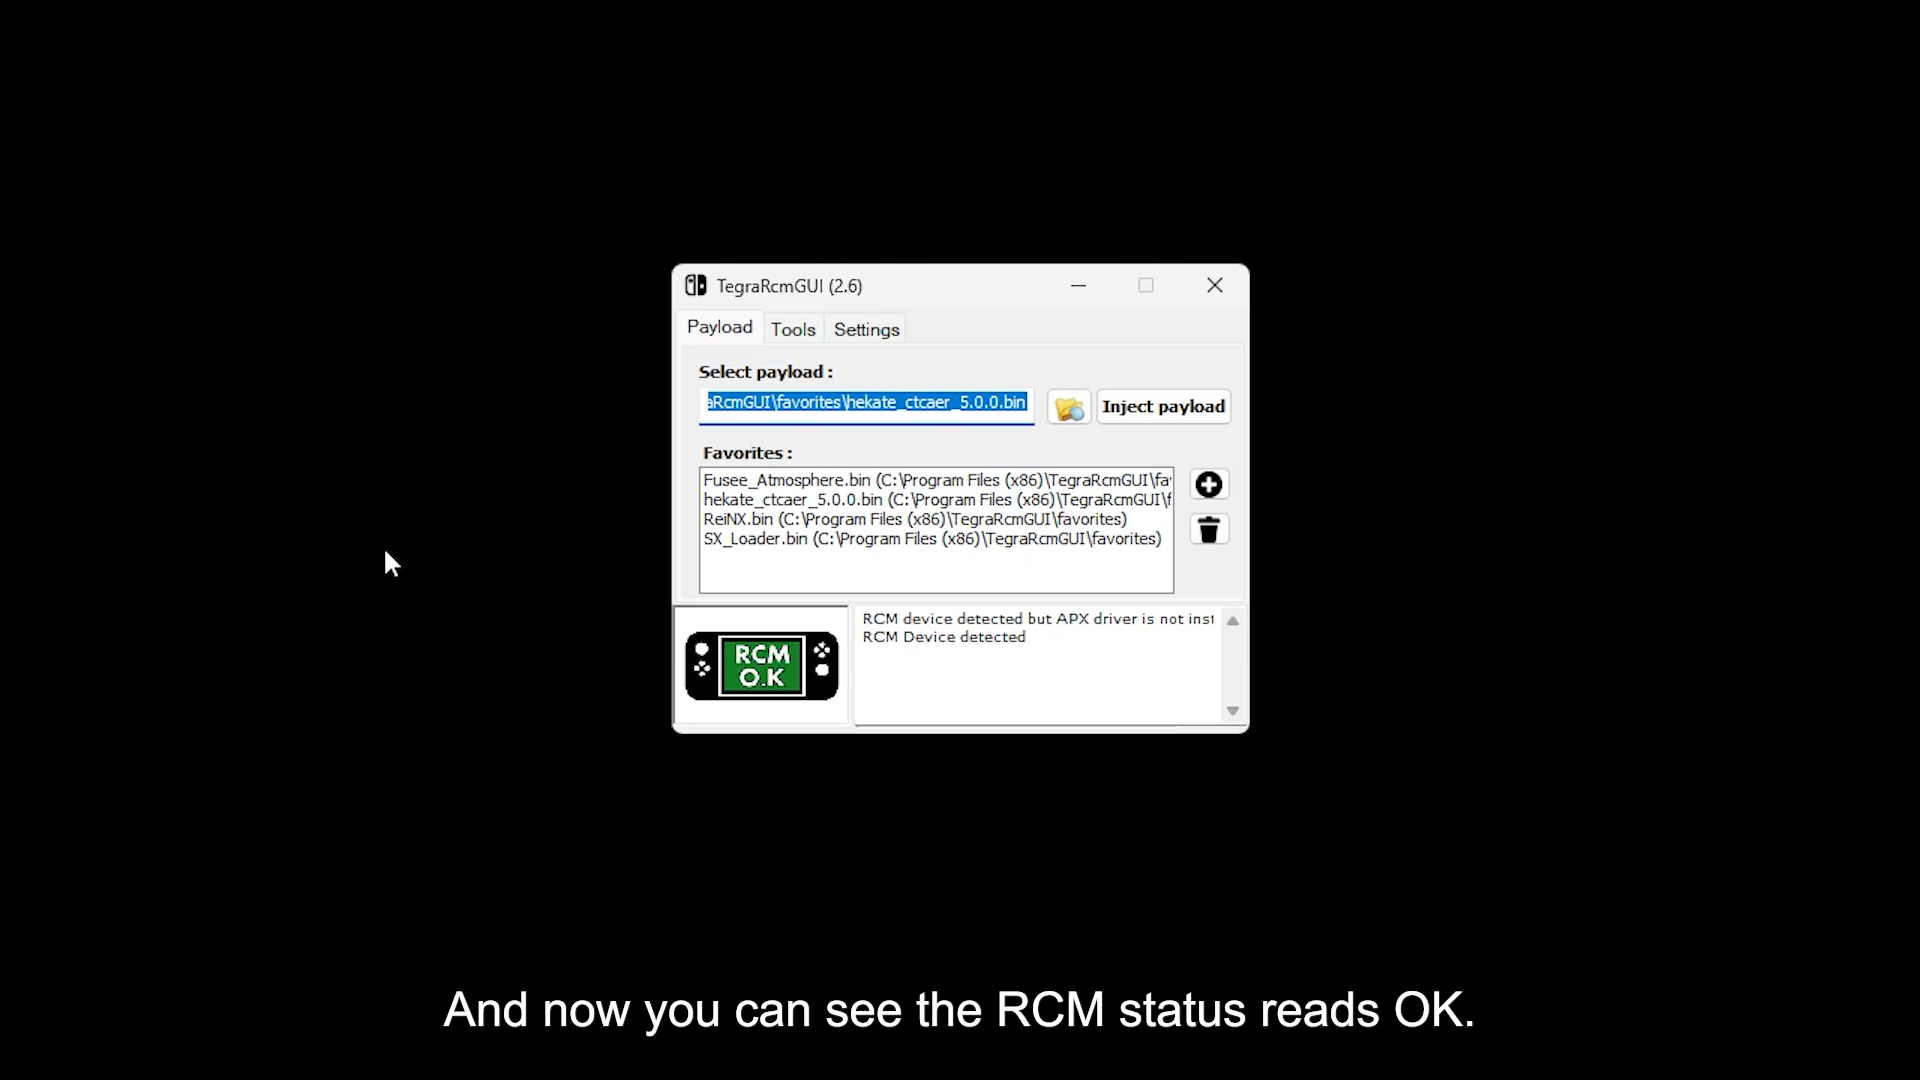 TegraRcmGUI (2.6)
Payload Tools Settings
Select payload :
aRcmGUI\favorites\hekate_ctcaer_5.0.0.bin
Inject payload
Favorites :
Fusee_Atmosphere.bin (C:\Program Files (x86)\TegraRcmGUI\fa
hekate_ctcaer_5.0.0.bin (C:\Program Files (x86)\TegraRcmGUI\f
ReiNX.bin (C:\Program Files (x86)\TegraRcmGUI\favorites)
SX_Loader.bin (C:\Program Files (x86)\TegraRcmGUI\favorites)
RCM
O.K
RCM device detected but APX driver is not inst
RCM Device detected
And now you can see the RCM status reads OK.